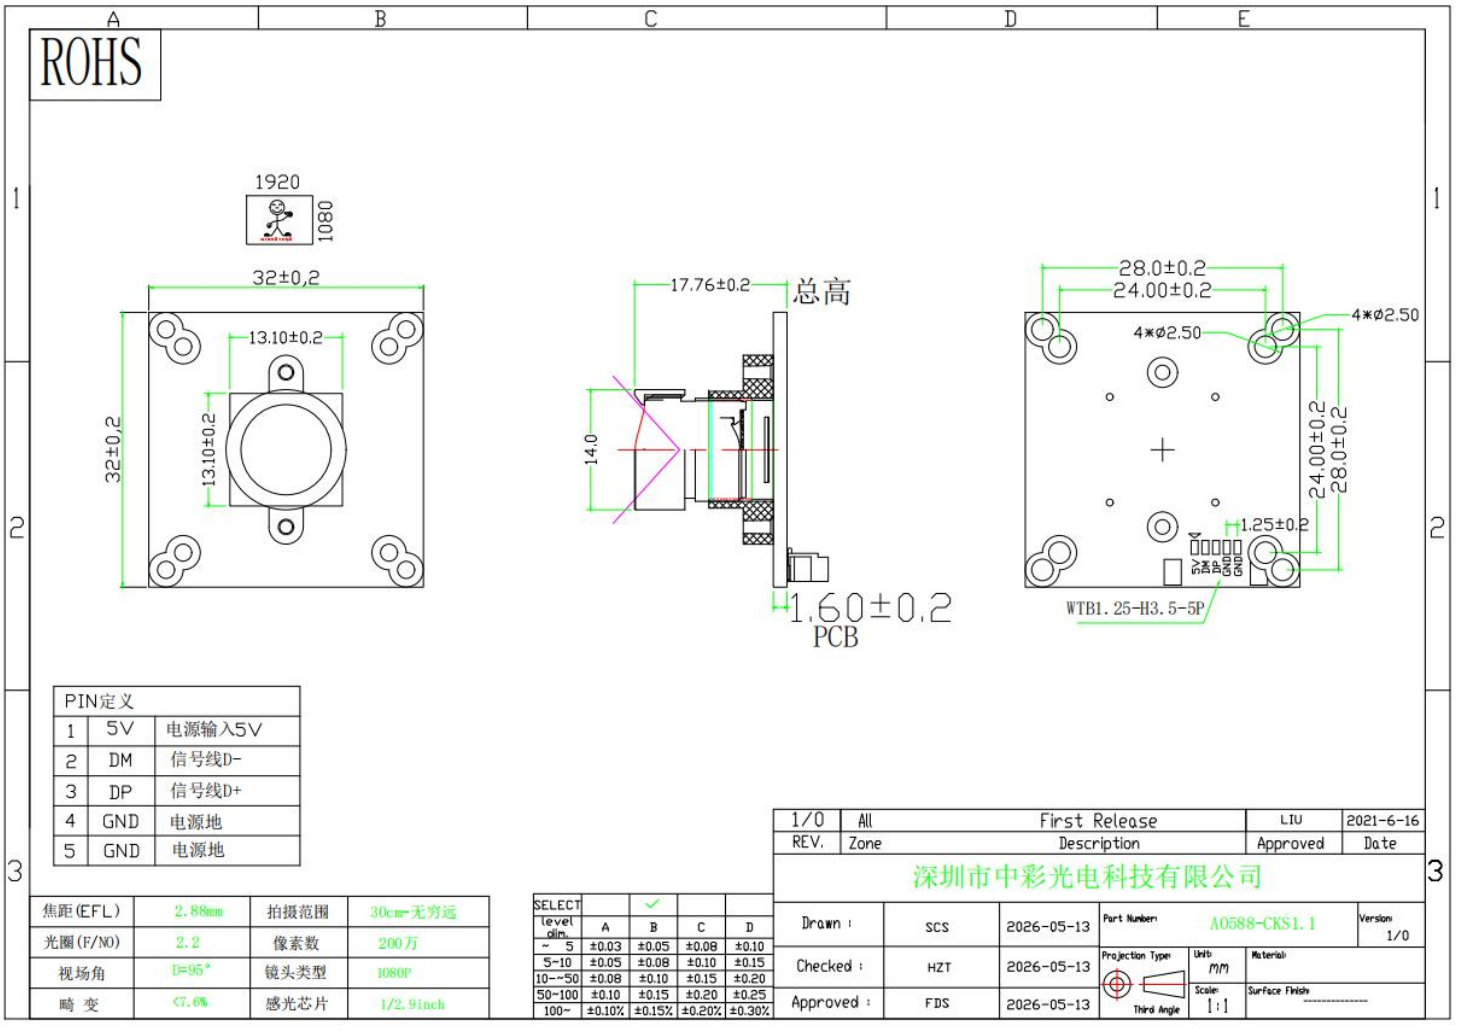 A B C D E
ROHS
1 1
1920
1080
32±0,2
13.10±0.2
32±0,2
13.10±0.2
17.76±0.2
总高
14.0
1.60±0.2
PCB
28.0±0.2
24.00±0.2
4*ø2.50
4*ø2.50
24.00±0.2
28.0±0.2
1.25±0.2
5V
DM
DP
GND
GND
WTB1.25-H3.5-5P
2 2
PIN定义
1 5V 电源输入5V
2 DM 信号线D-
3 DP 信号线D+
4 GND 电源地
5 GND 电源地
3 3
焦距(EFL) 2.88mm 拍摄范围 30cm-无穷远
光圈(F/NO) 2.2 像素数 200万
视场角 D=95° 镜头类型 1080P
畸 变 <7.6% 感光芯片 1/2.9inch
SELECT ✓
level
dim. A B C D
~ 5 ±0.03 ±0.05 ±0.08 ±0.10
5~10 ±0.05 ±0.08 ±0.10 ±0.15
10~~50 ±0.08 ±0.10 ±0.15 ±0.20
50~100 ±0.10 ±0.15 ±0.20 ±0.25
100~ ±0.10% ±0.15% ±0.20% ±0.30%
1/0 All First Release LIU 2021-6-16
REV. Zone Description Approved Date
深圳市中彩光电科技有限公司
Drawn : SCS 2026-05-13
Part Number: A0588-CKS1.1
Version: 1/0
Checked : HZT 2026-05-13
Projection Type:
Third Angle
Unit: mm
Material:
Approved : FDS 2026-05-13
Scale: 1:1
Surface Finish:
--------------